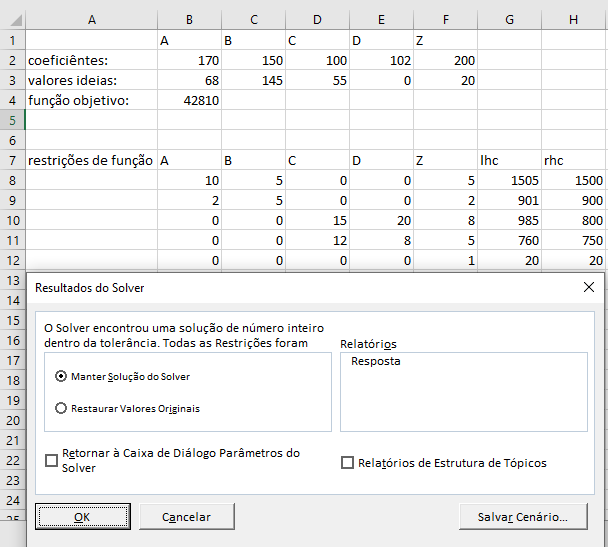 A B C D E F G H
1 A B C D Z
2 coeficiêntes: 170 150 100 102 200
3 valores ideias: 68 145 55 0 20
4 função objetivo: 42810
5
6
7 restrições de função A B C D Z lhc rhc
8 10 5 0 0 5 1505 1500
9 2 5 0 0 2 901 900
10 0 0 15 20 8 985 800
11 0 0 12 8 5 760 750
12 0 0 0 0 1 20 20
13
14
15
16
17
18
19
20
21
22
23
24
25
Resultados do Solver
O Solver encontrou uma solução de número inteiro
dentro da tolerância. Todas as Restrições foram
Relatórios
Resposta
Manter Solução do Solver
Restaurar Valores Originais
Retornar à Caixa de Diálogo Parâmetros do
Solver
Relatórios de Estrutura de Tópicos
OK
Cancelar
Salvar Cenário...